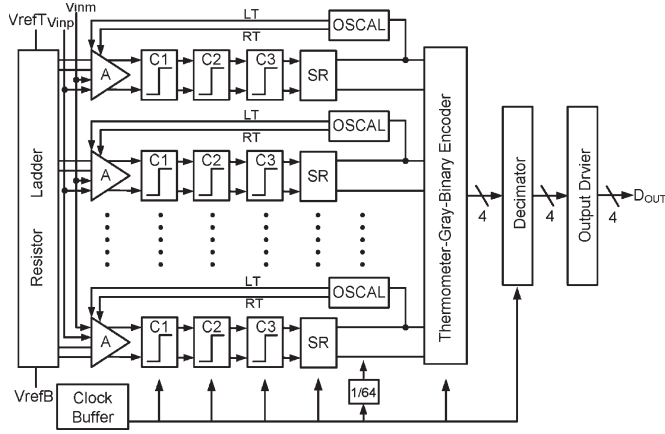 Vinm
VrefT
Vinp
LT
RT
OSCAL
A
C1
C2
C3
SR
LT
RT
OSCAL
A
C1
C2
C3
SR
LT
RT
OSCAL
A
C1
C2
C3
SR
Resistor Ladder
Thermometer-Gray-Binary Encoder
4
Decimator
4
Output Drvier
4
DOUT
VrefB
Clock
Buffer
1/64